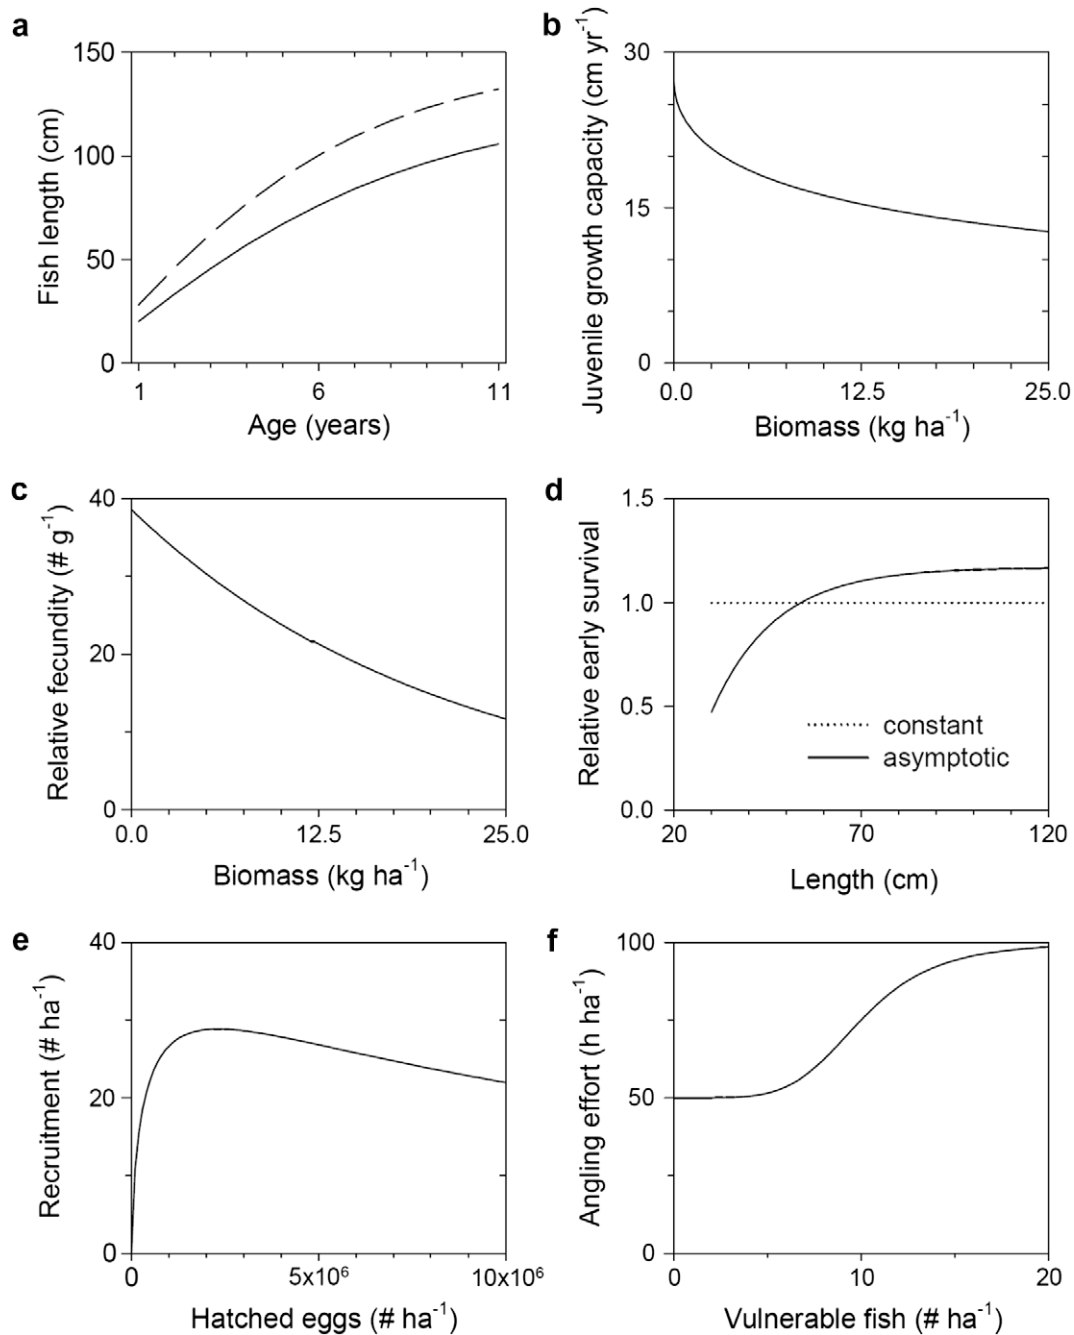 a
150
100
50
0
1
6
11
Fish length (cm)
Age (years)
b
30
15
0
0.0
12.5
25.0
Juvenile growth capacity (cm yr⁻¹)
Biomass (kg ha⁻¹)
c
40
20
0
0.0
12.5
25.0
Relative fecundity (# g⁻¹)
Biomass (kg ha⁻¹)
d
1.5
1.0
0.5
0.0
20
70
120
Relative early survival
constant
asymptotic
Length (cm)
e
40
20
0
0
5x10⁶
10x10⁶
Recruitment (# ha⁻¹)
Hatched eggs (# ha⁻¹)
f
100
50
0
0
10
20
Angling effort (h ha⁻¹)
Vulnerable fish (# ha⁻¹)